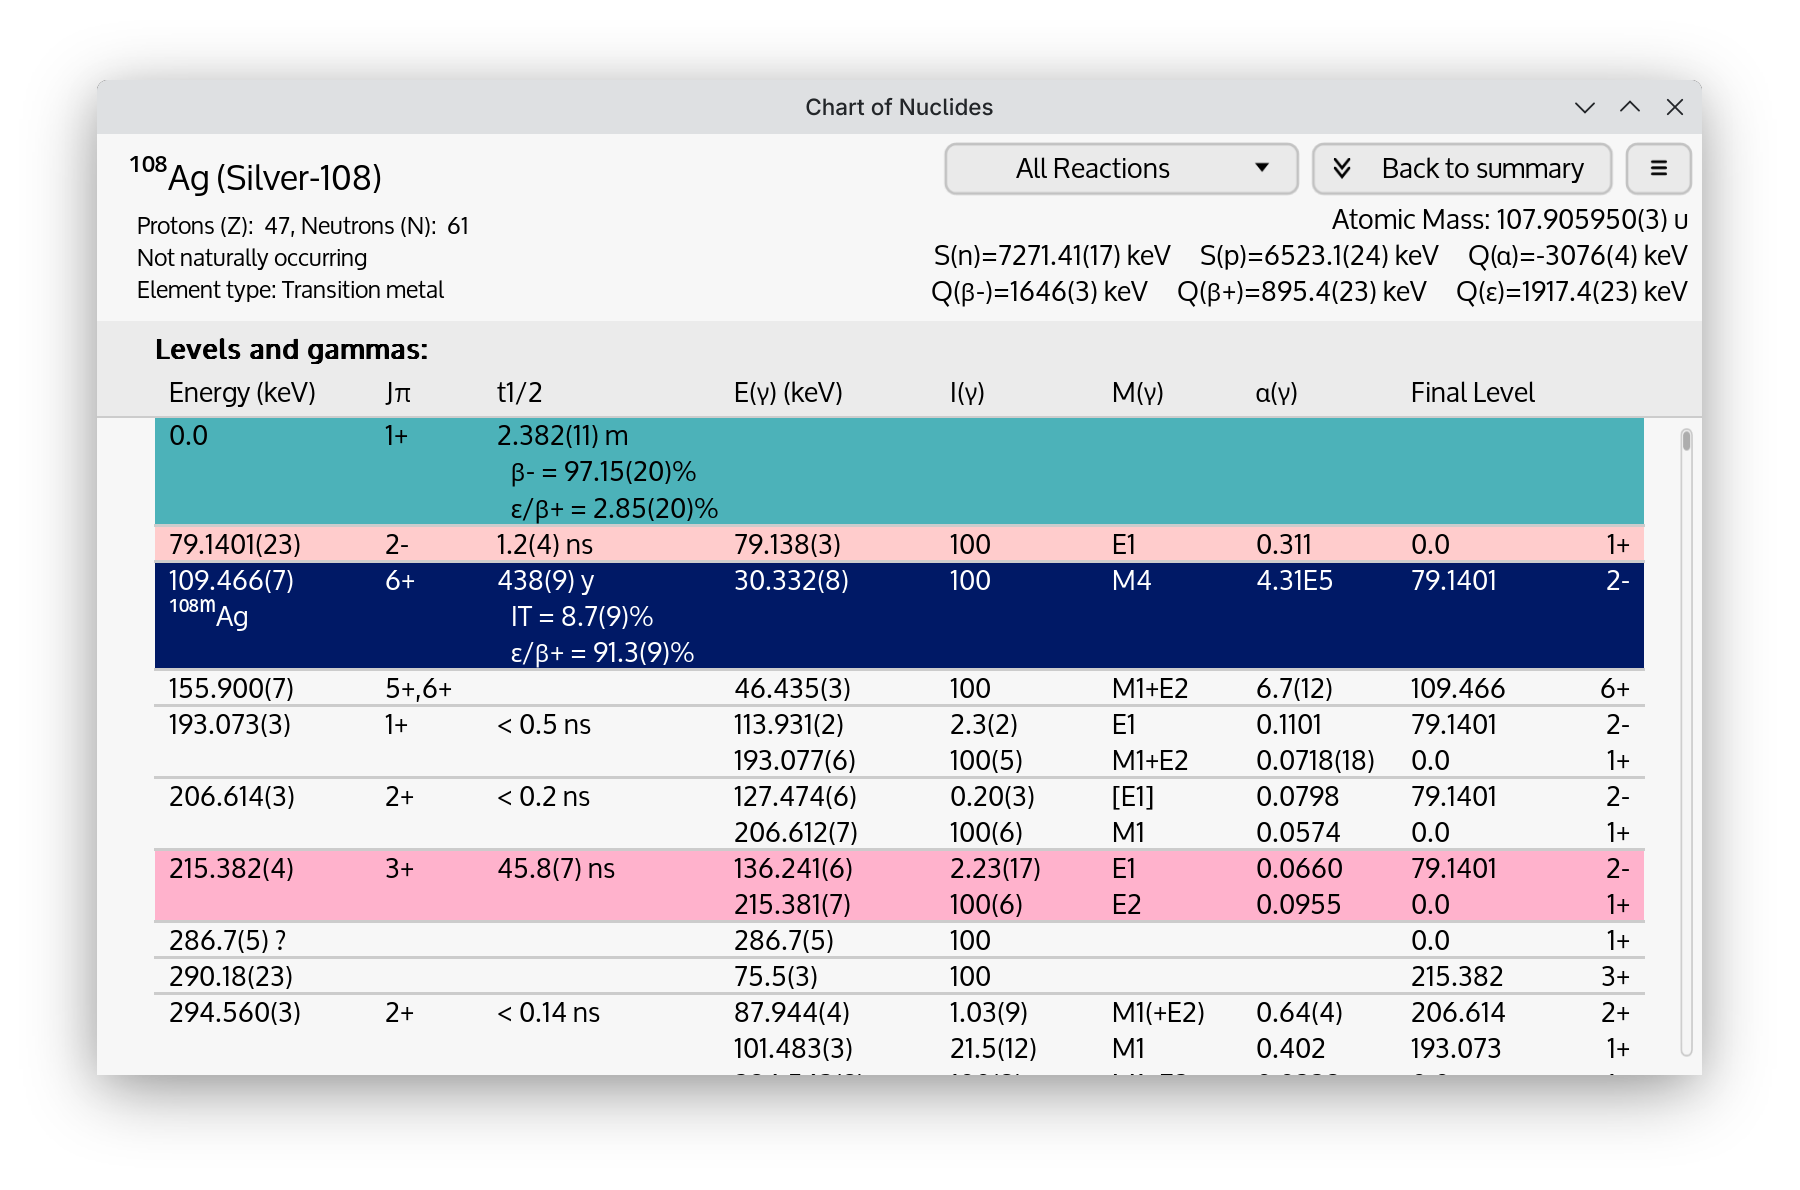 Chart of Nuclides
108Ag (Silver-108)
All Reactions
Back to summary
Protons (Z): 47, Neutrons (N): 61
Not naturally occurring
Element type: Transition metal
Atomic Mass: 107.905950(3) u
S(n)=7271.41(17) keV S(p)=6523.1(24) keV Q(α)=-3076(4) keV
Q(β-)=1646(3) keV Q(β+)=895.4(23) keV Q(ε)=1917.4(23) keV
Levels and gammas:
Energy (keV) Jπ t1/2 E(γ) (keV) I(γ) M(γ) α(γ) Final Level
0.0 1+ 2.382(11) m
β- = 97.15(20)%
ε/β+ = 2.85(20)%
79.1401(23) 2- 1.2(4) ns 79.138(3) 100 E1 0.311 0.0 1+
109.466(7) 6+ 438(9) y 30.332(8) 100 M4 4.31E5 79.1401 2-
108mAg IT = 8.7(9)%
ε/β+ = 91.3(9)%
155.900(7) 5+,6+ 46.435(3) 100 M1+E2 6.7(12) 109.466 6+
193.073(3) 1+ < 0.5 ns 113.931(2) 2.3(2) E1 0.1101 79.1401 2-
193.077(6) 100(5) M1+E2 0.0718(18) 0.0 1+
206.614(3) 2+ < 0.2 ns 127.474(6) 0.20(3) [E1] 0.0798 79.1401 2-
206.612(7) 100(6) M1 0.0574 0.0 1+
215.382(4) 3+ 45.8(7) ns 136.241(6) 2.23(17) E1 0.0660 79.1401 2-
215.381(7) 100(6) E2 0.0955 0.0 1+
286.7(5) ? 286.7(5) 100 0.0 1+
290.18(23) 75.5(3) 100 215.382 3+
294.560(3) 2+ < 0.14 ns 87.944(4) 1.03(9) M1(+E2) 0.64(4) 206.614 2+
101.483(3) 21.5(12) M1 0.402 193.073 1+